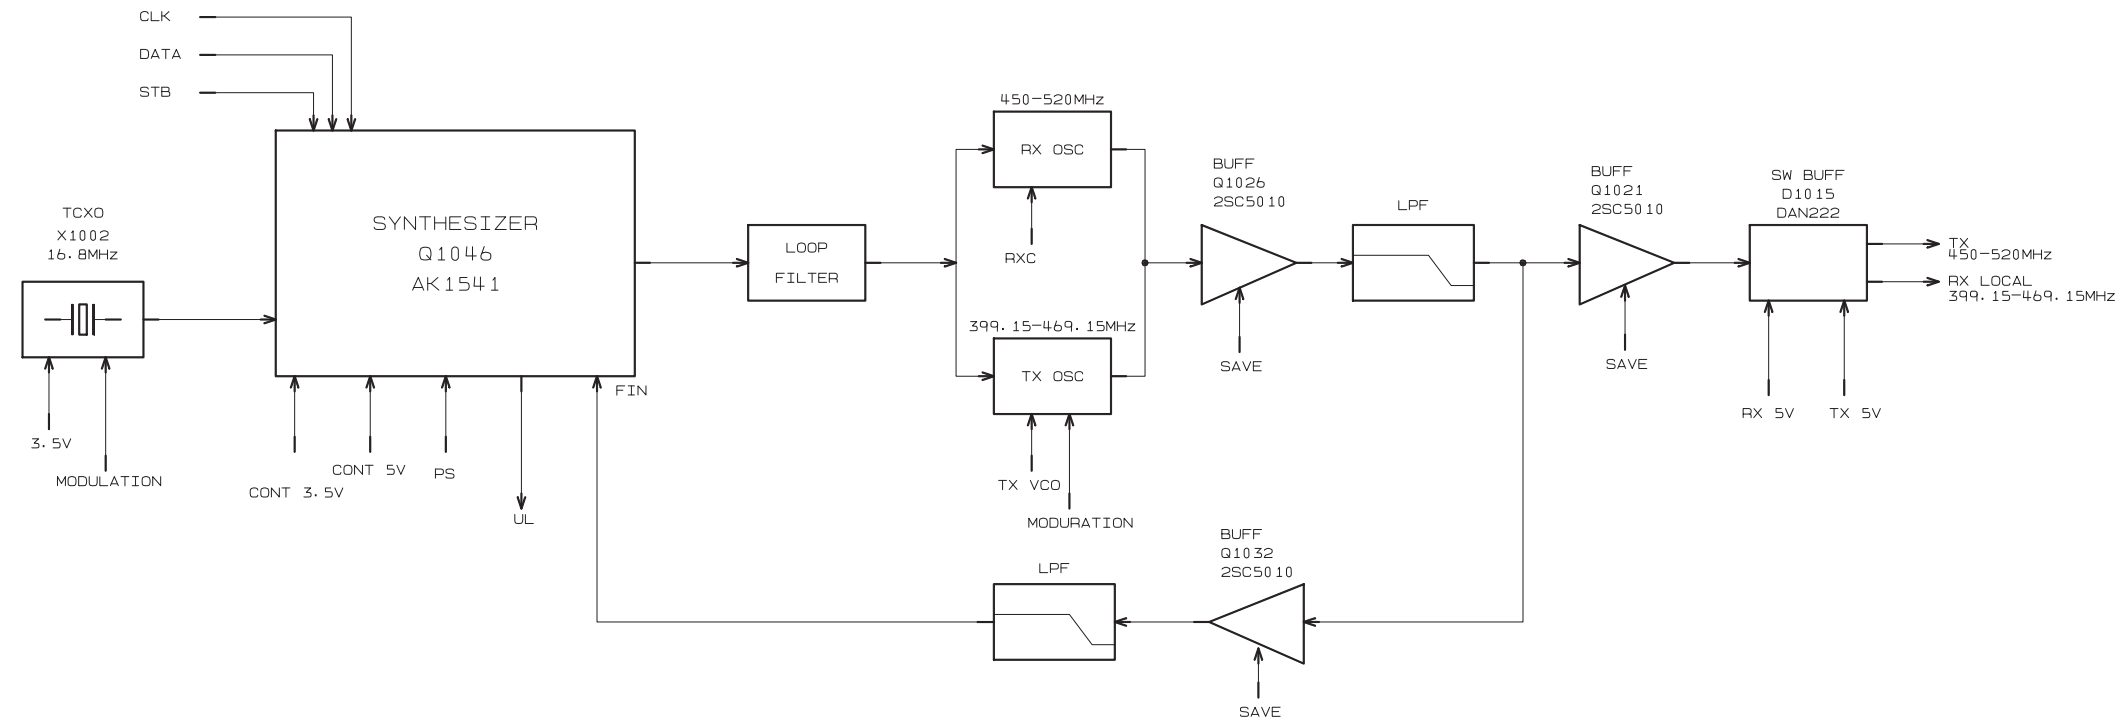 CLK
DATA
STB
TCXO
X1002
16.8MHz
3.5V
MODULATION
SYNTHESIZER
Q1046
AK1541
CONT 3.5V
CONT 5V
PS
UL
FIN
LOOP
FILTER
450-520MHz
RX OSC
RXC
399.15-469.15MHz
TX OSC
TX VCO
MODURATION
BUFF
Q1026
2SC5010
SAVE
LPF
BUFF
Q1021
2SC5010
SAVE
SW BUFF
D1015
DAN222
TX
450-520MHz
RX LOCAL
399.15-469.15MHz
RX 5V
TX 5V
LPF
BUFF
Q1032
2SC5010
SAVE